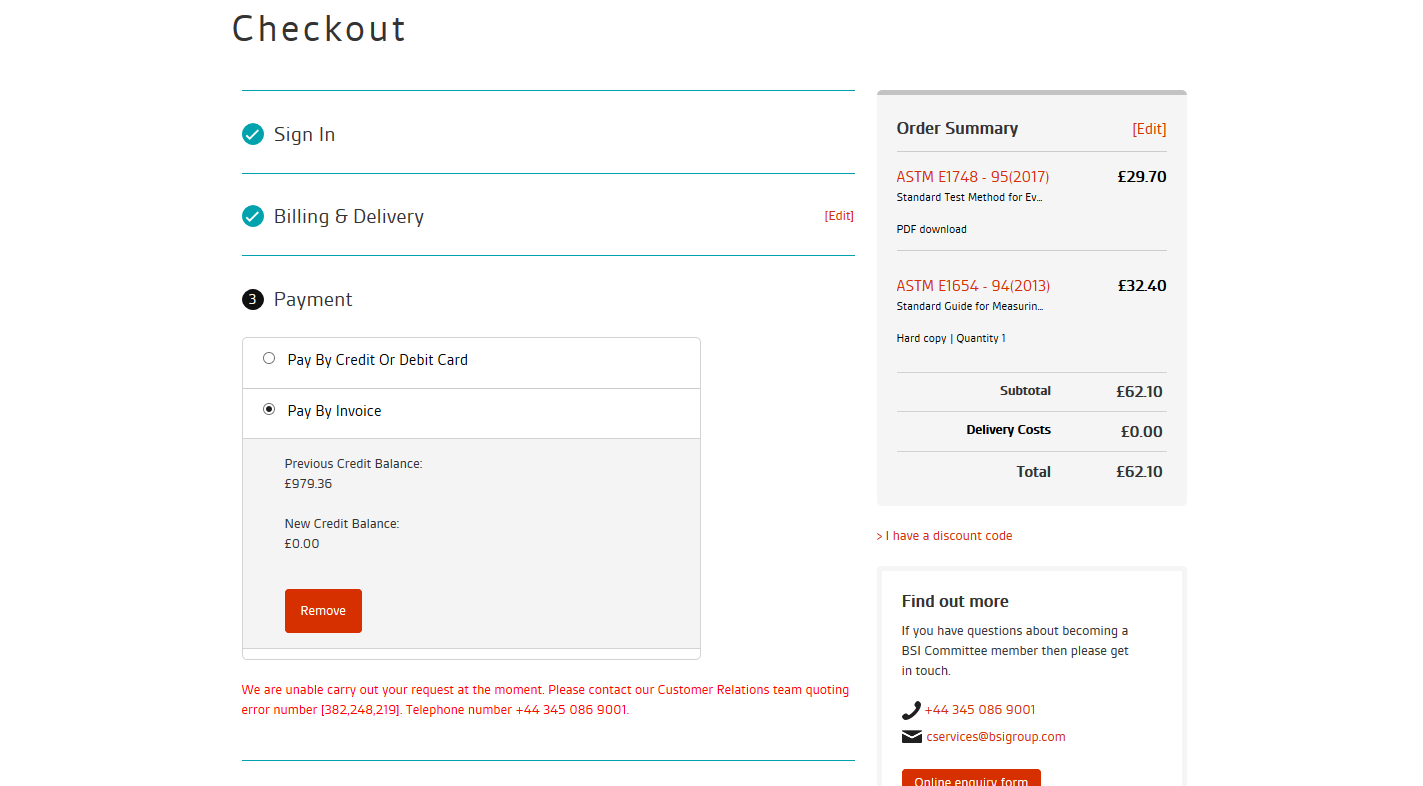 Checkout
Sign In
Billing & Delivery
[Edit]
3 Payment
Pay By Credit Or Debit Card
Pay By Invoice
Previous Credit Balance:
£979.36
New Credit Balance:
£0.00
Remove
We are unable carry out your request at the moment. Please contact our Customer Relations team quoting
error number [382,248,219]. Telephone number +44 345 086 9001.
Order Summary [Edit]
ASTM E1748 - 95(2017) £29.70
Standard Test Method for Ev...
PDF download
ASTM E1654 - 94(2013) £32.40
Standard Guide for Measurin...
Hard copy | Quantity 1
Subtotal £62.10
Delivery Costs £0.00
Total £62.10
> I have a discount code
Find out more
If you have questions about becoming a
BSI Committee member then please get
in touch.
+44 345 086 9001
cservices@bsigroup.com
Online enquiry form